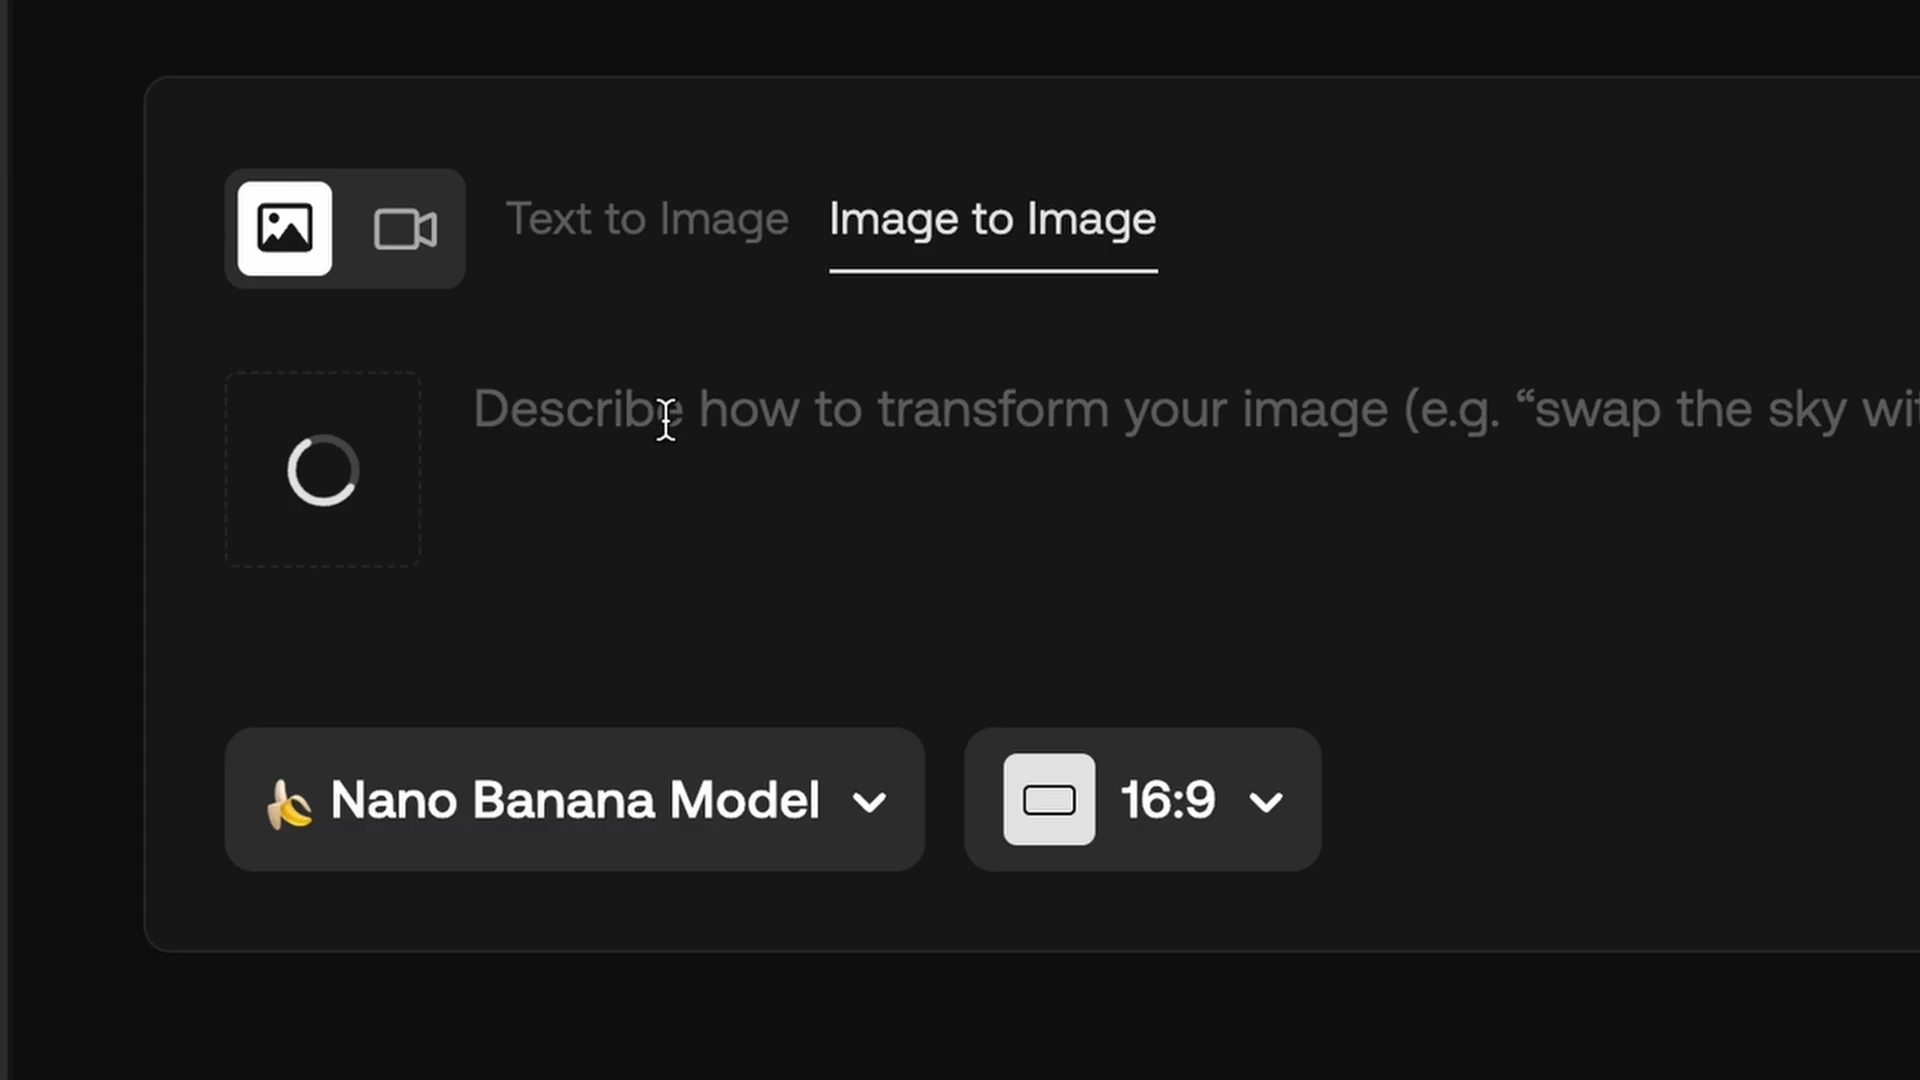 Text to Image
Image to Image
Describe how to transform your image (e.g. “swap the sky
Nano Banana Model
16:9